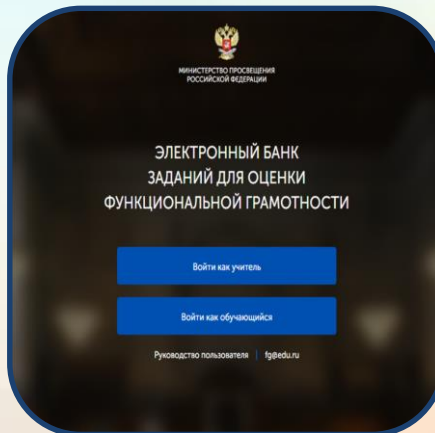 МИНИСТЕРСТВО ПРОСВЕЩЕНИЯ
РОССИЙСКОЙ ФЕДЕРАЦИИ
ЭЛЕКТРОННЫЙ БАНК
ЗАДАНИЙ ДЛЯ ОЦЕНКИ
ФУНКЦИОНАЛЬНОЙ ГРАМОТНОСТИ
Войти как учитель
Войти как обучающийся
Руководство пользователя | fg@edu.ru